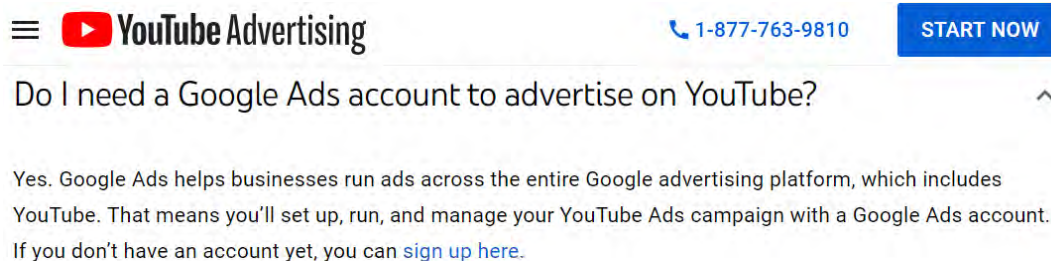 YouTube Advertising 1-877-763-9810 START NOW
Do I need a Google Ads account to advertise on YouTube?
Yes. Google Ads helps businesses run ads across the entire Google advertising platform, which includes
YouTube. That means you’ll set up, run, and manage your YouTube Ads campaign with a Google Ads account.
If you don’t have an account yet, you can sign up here.